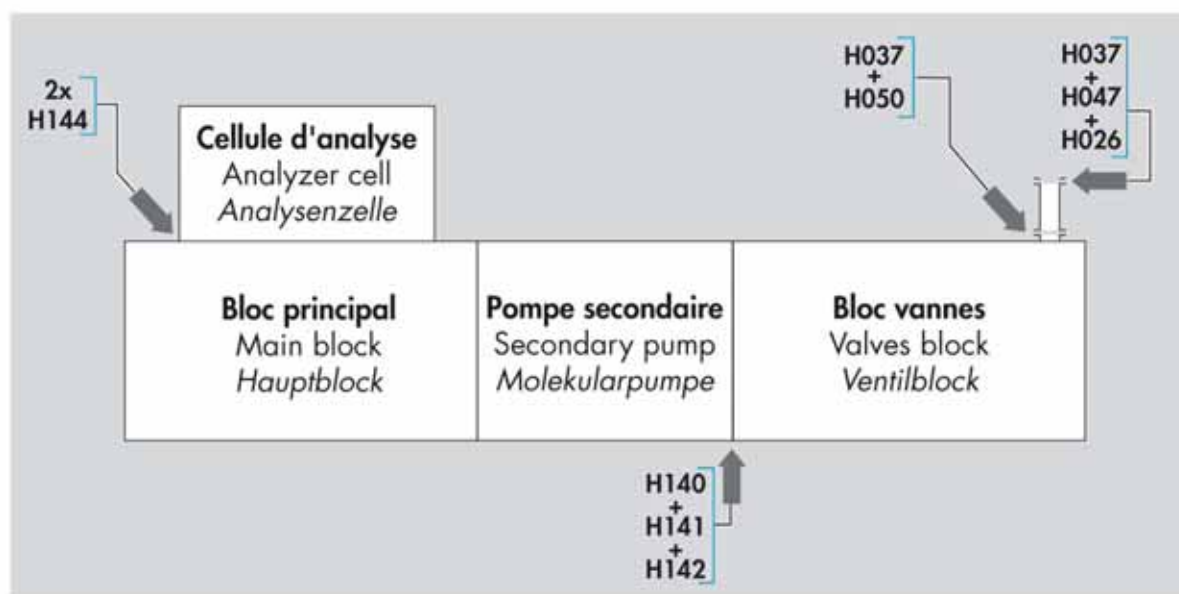 2x
H144
Cellule d'analyse
Analyzer cell
Analysenzelle
H037
+
H050
H037
+
H047
+
H026
Bloc principal
Main block
Hauptblock
Pompe secondaire
Secondary pump
Molekularpumpe
Bloc vannes
Valves block
Ventilblock
H140
+
H141
+
H142